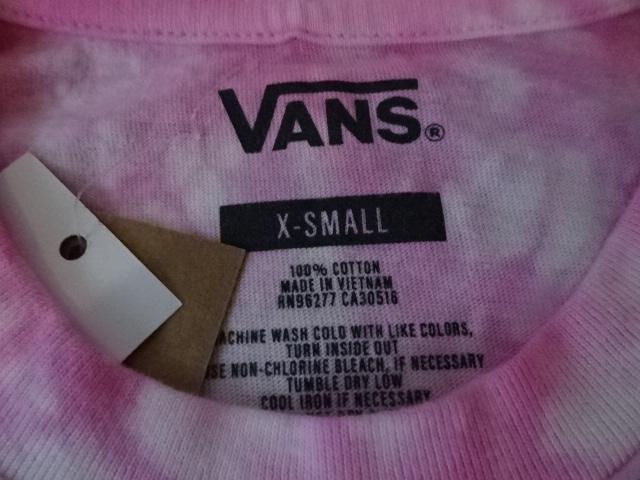 VANS®
X-SMALL
100% COTTON
MADE IN VIETNAM
RN96277 CA30516
ACHINE WASH COLD WITH LIKE COLORS,
TURN INSIDE OUT
SE NON-CHLORINE BLEACH, IF NECESSARY
TUMBLE DRY LOW
COOL IRON IF NECESSARY